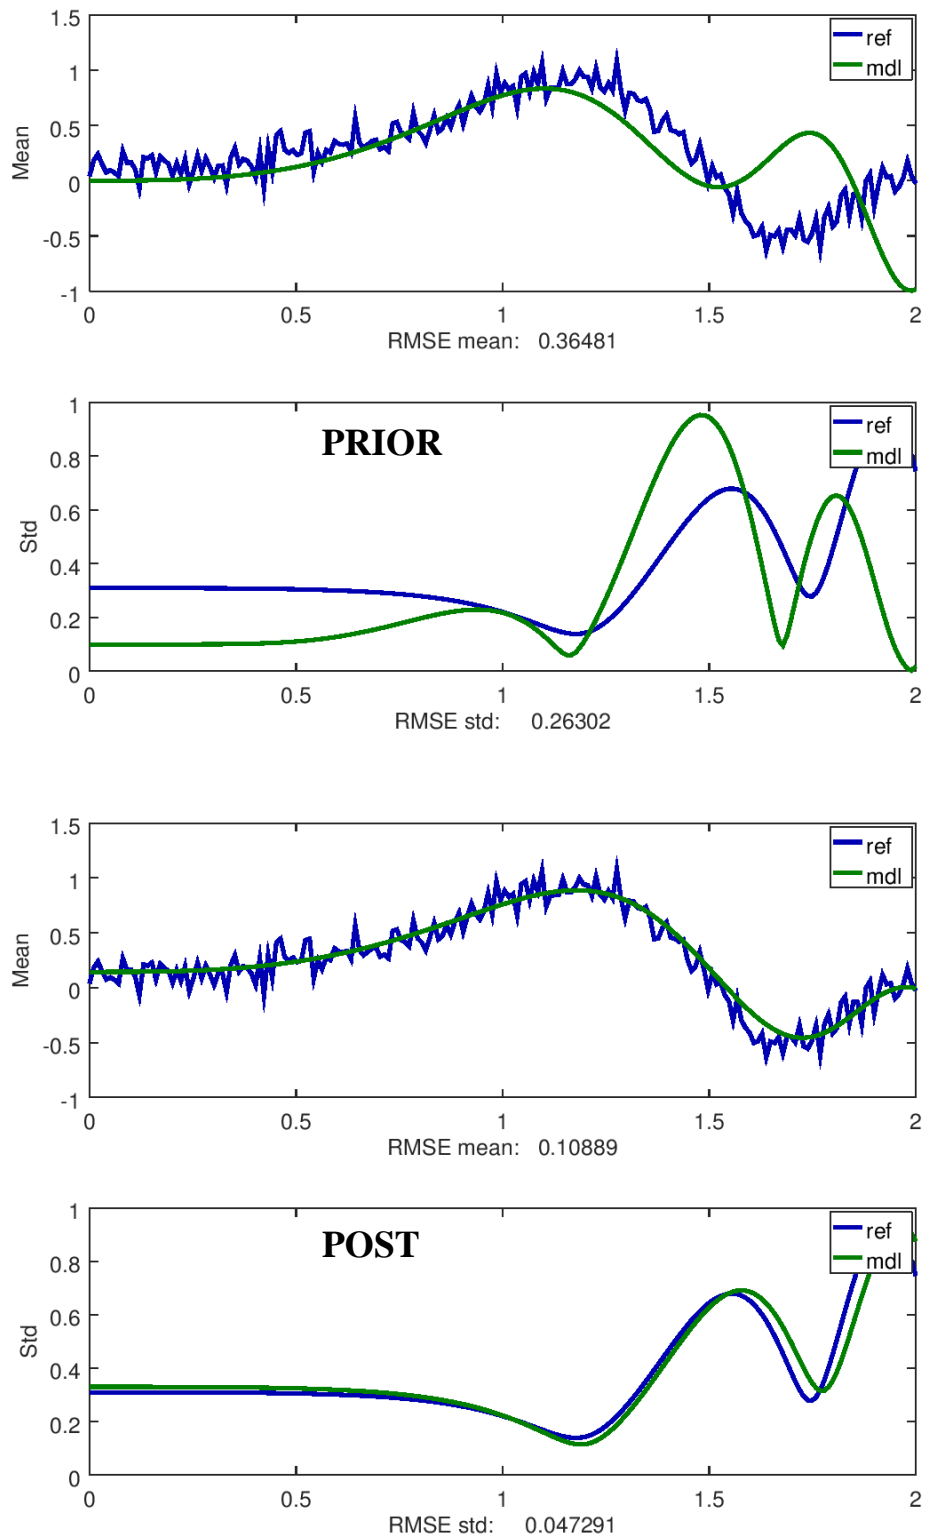 1.5
1
0.5
0
-0.5
-1
Mean
ref
mdl
0 0.5 1 1.5 2
RMSE mean: 0.36481
1
0.8
0.6
0.4
0.2
0
Std
PRIOR
ref
mdl
0 0.5 1 1.5 2
RMSE std: 0.26302
1.5
1
0.5
0
-0.5
-1
Mean
ref
mdl
0 0.5 1 1.5 2
RMSE mean: 0.10889
1
0.8
0.6
0.4
0.2
0
Std
POST
ref
mdl
0 0.5 1 1.5 2
RMSE std: 0.047291